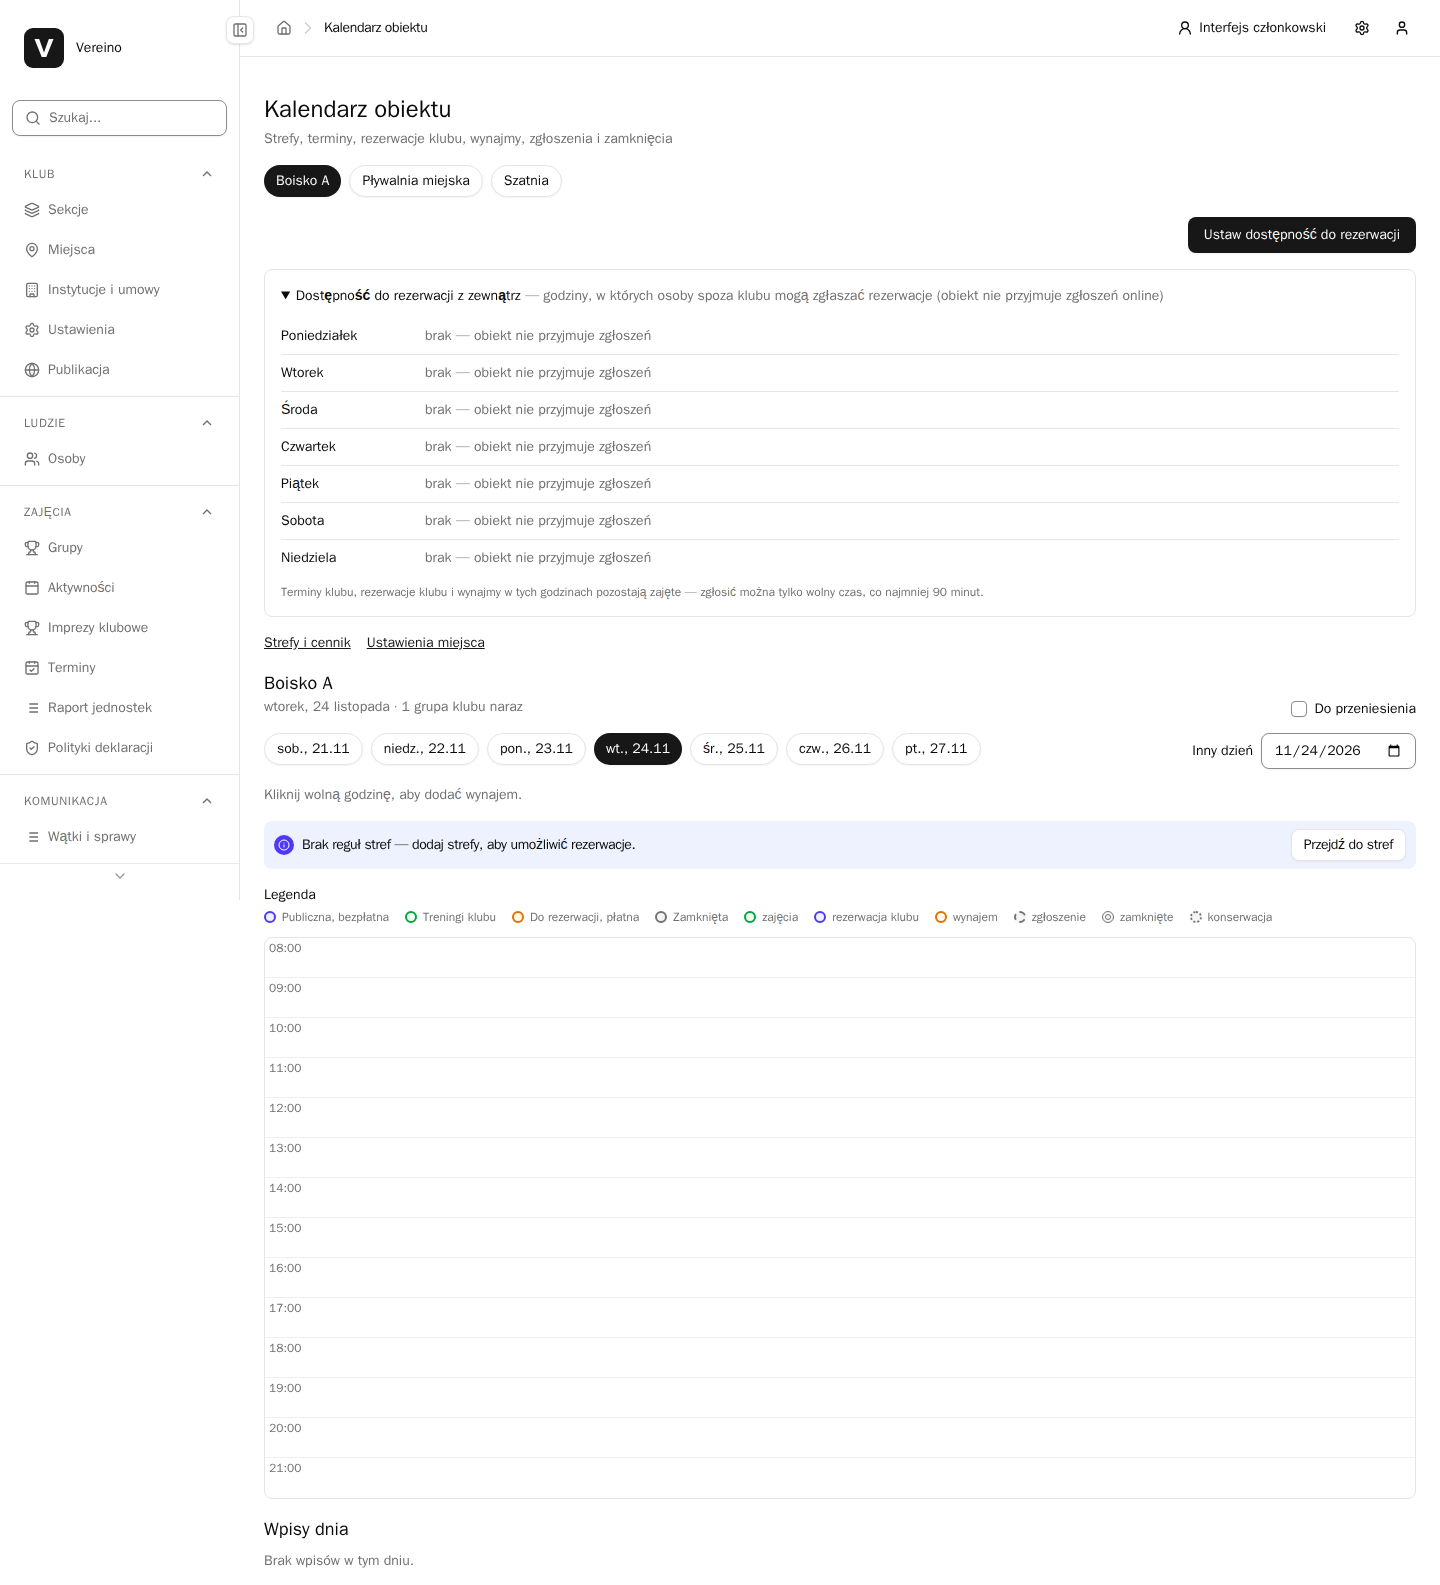 Vereino
Szukaj...
KLUB
Sekcje
Miejsca
Instytucje i umowy
Ustawienia
Publikacja
LUDZIE
Osoby
ZAJĘCIA
Grupy
Aktywności
Imprezy klubowe
Terminy
Raport jednostek
Polityki deklaracji
KOMUNIKACJA
Wątki i sprawy
Kalendarz obiektu
Interfejs członkowski
Kalendarz obiektu
Strefy, terminy, rezerwacje klubu, wynajmy, zgłoszenia i zamknięcia
Boisko A Pływalnia miejska Szatnia
Ustaw dostępność do rezerwacji
Dostępność do rezerwacji z zewnątrz — godziny, w których osoby spoza klubu mogą zgłaszać rezerwacje (obiekt nie przyjmuje zgłoszeń online)
Poniedziałek brak — obiekt nie przyjmuje zgłoszeń
Wtorek brak — obiekt nie przyjmuje zgłoszeń
Środa brak — obiekt nie przyjmuje zgłoszeń
Czwartek brak — obiekt nie przyjmuje zgłoszeń
Piątek brak — obiekt nie przyjmuje zgłoszeń
Sobota brak — obiekt nie przyjmuje zgłoszeń
Niedziela brak — obiekt nie przyjmuje zgłoszeń
Terminy klubu, rezerwacje klubu i wynajmy w tych godzinach pozostają zajęte — zgłosić można tylko wolny czas, co najmniej 90 minut.
Strefy i cennik Ustawienia miejsca
Boisko A
wtorek, 24 listopada · 1 grupa klubu naraz
Do przeniesienia
sob., 21.11 niedz., 22.11 pon., 23.11 wt., 24.11 śr., 25.11 czw., 26.11 pt., 27.11
Inny dzień 11/24/2026
Kliknij wolną godzinę, aby dodać wynajem.
Brak reguł stref — dodaj strefy, aby umożliwić rezerwacje.
Przejdź do stref
Legenda
Publiczna, bezpłatna Treningi klubu Do rezerwacji, płatna Zamknięta zajęcia rezerwacja klubu wynajem zgłoszenie zamknięte konserwacja
08:00
09:00
10:00
11:00
12:00
13:00
14:00
15:00
16:00
17:00
18:00
19:00
20:00
21:00
Wpisy dnia
Brak wpisów w tym dniu.